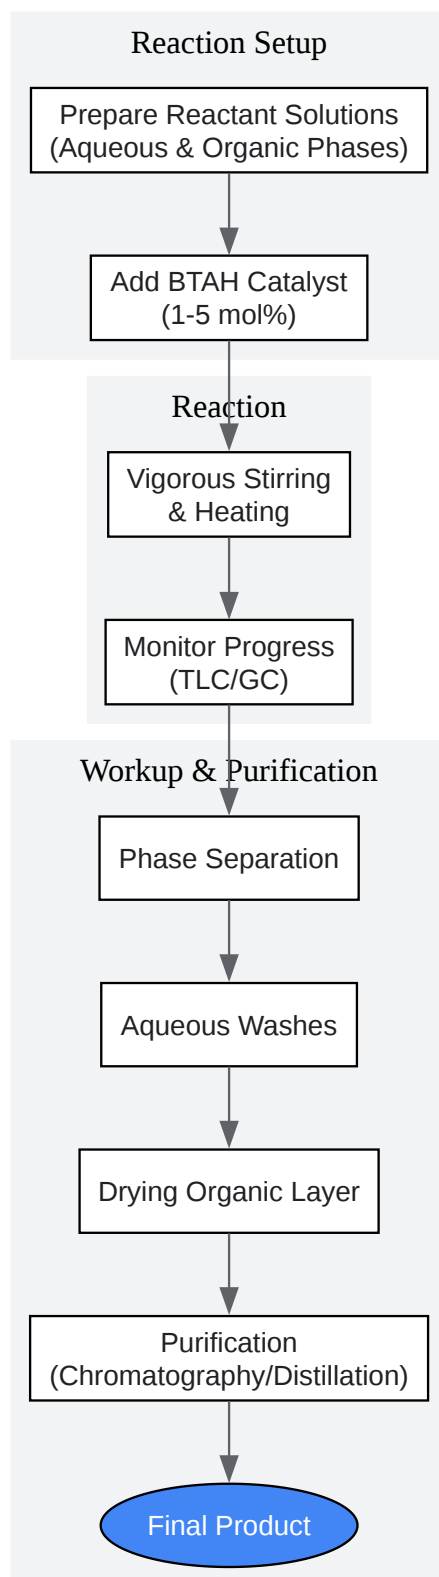 Reaction Setup
Prepare Reactant Solutions
(Aqueous & Organic Phases)
Add BTAH Catalyst
(1-5 mol%)
Reaction
Vigorous Stirring
& Heating
Monitor Progress
(TLC/GC)
Workup & Purification
Phase Separation
Aqueous Washes
Drying Organic Layer
Purification
(Chromatography/Distillation)
Final Product